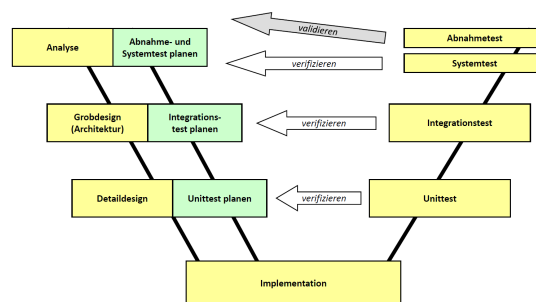 validieren
Abnahmetest
Analyse
Abnahme- und
Systemtest planen
verifizieren
Systemtest
Grobdesign
(Architektur)
Integrations-
test planen
verifizieren
Integrationstest
Detaildesign
Unittest planen
verifizieren
Unittest
Implementation